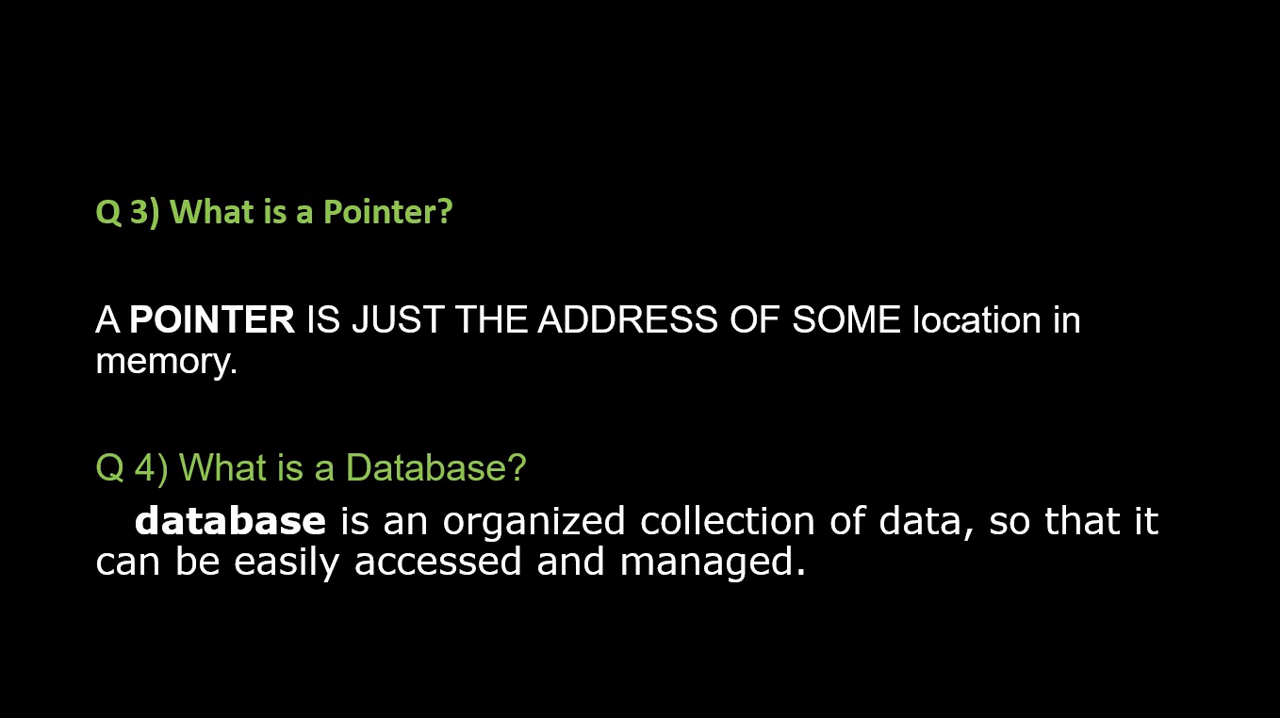 Q 3) What is a Pointer?
A POINTER IS JUST THE ADDRESS OF SOME location in
memory.
Q 4) What is a Database?
database is an organized collection of data, so that it
can be easily accessed and managed.